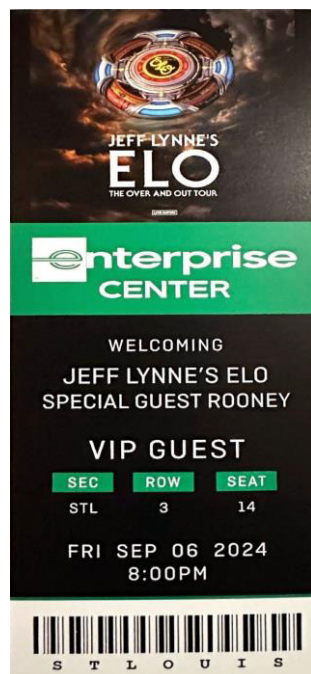 JEFF LYNNE'S
ELO
THE OVER AND OUT TOUR
enterprise
CENTER
WELCOMING
JEFF LYNNE'S ELO
SPECIAL GUEST ROONEY
VIP GUEST
SEC ROW SEAT
STL 3 14
FRI SEP 06 2024
8:00PM
S T L O U I S